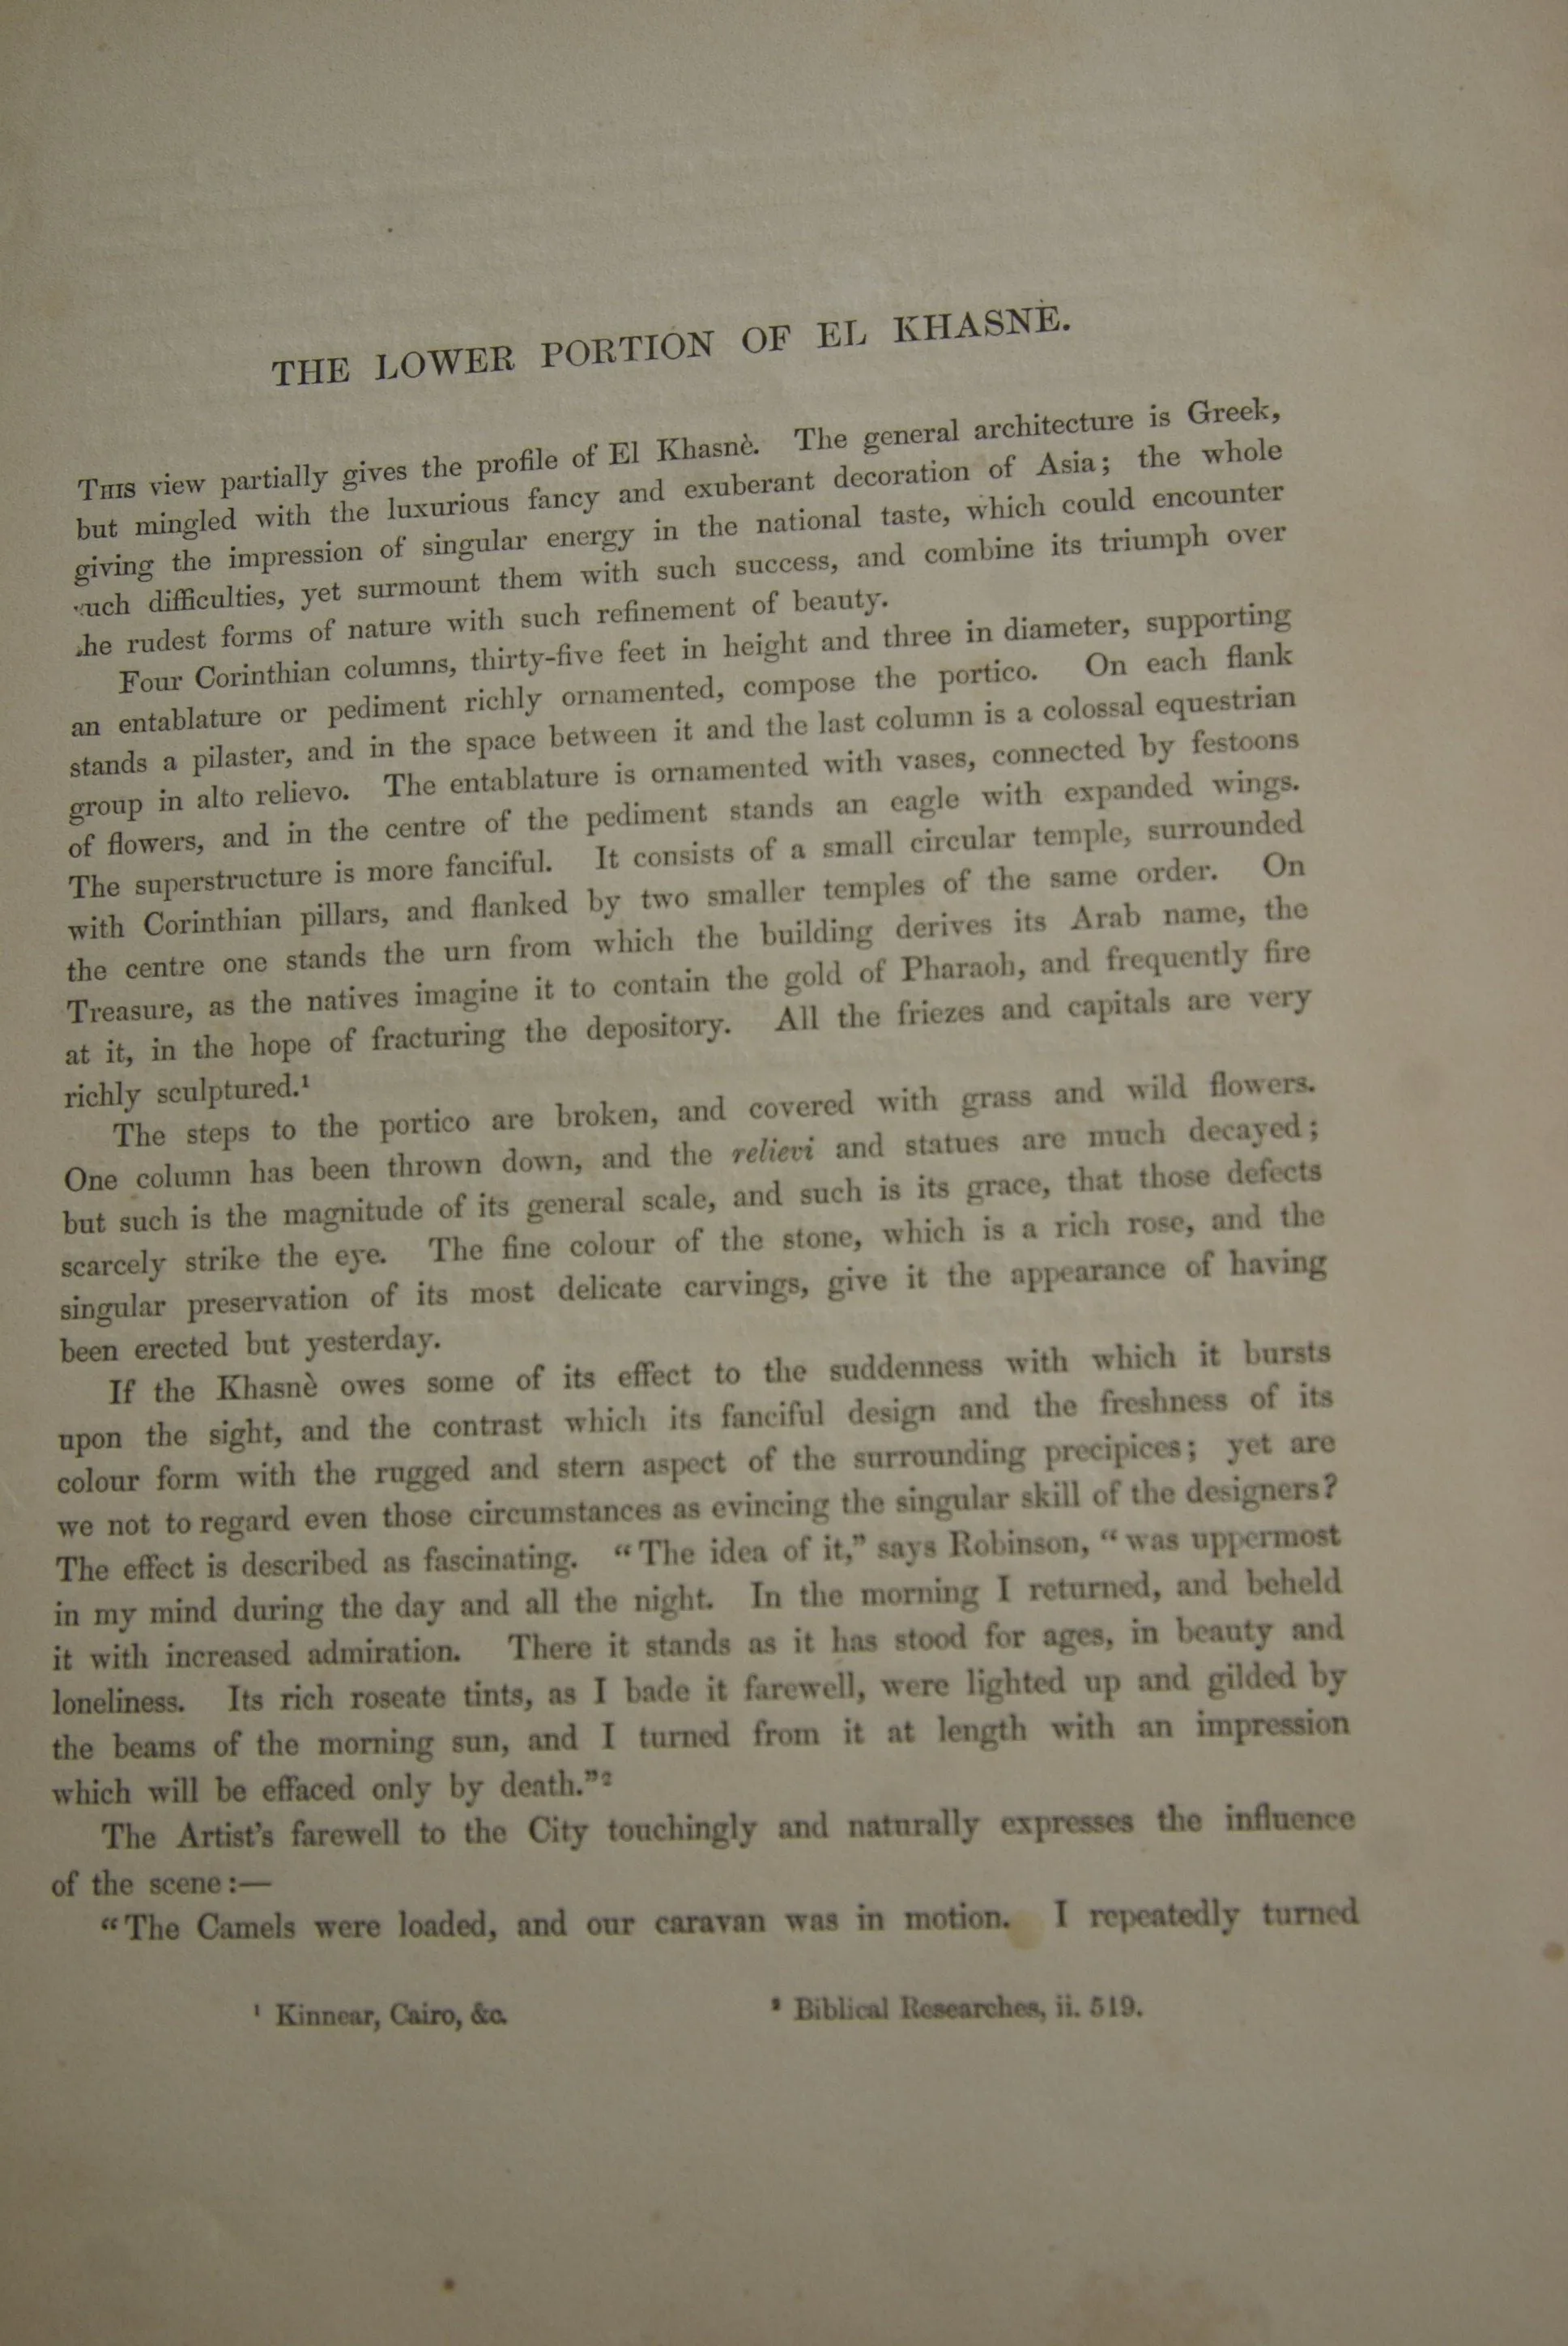 THE LOWER PORTION OF EL KHASNÈ.
THIS view partially gives the profile of El Khasnè. The general architecture is Greek,
but mingled with the luxurious fancy and exuberant decoration of Asia; the whole
giving the impression of singular energy in the national taste, which could encounter
such difficulties, yet surmount them with such success, and combine its triumph over
the rudest forms of nature with such refinement of beauty.
Four Corinthian columns, thirty-five feet in height and three in diameter, supporting
an entablature or pediment richly ornamented, compose the portico. On each flank
stands a pilaster, and in the space between it and the last column is a colossal equestrian
group in alto relievo. The entablature is ornamented with vases, connected by festoons
of flowers, and in the centre of the pediment stands an eagle with expanded wings.
The superstructure is more fanciful. It consists of a small circular temple, surrounded
with Corinthian pillars, and flanked by two smaller temples of the same order. On
the centre one stands the urn from which the building derives its Arab name, the
Treasure, as the natives imagine it to contain the gold of Pharaoh, and frequently fire
at it, in the hope of fracturing the depository. All the friezes and capitals are very
richly sculptured.¹
The steps to the portico are broken, and covered with grass and wild flowers.
One column has been thrown down, and the relievi and statues are much decayed;
but such is the magnitude of its general scale, and such is its grace, that those defects
scarcely strike the eye. The fine colour of the stone, which is a rich rose, and the
singular preservation of its most delicate carvings, give it the appearance of having
been erected but yesterday.
If the Khasnè owes some of its effect to the suddenness with which it bursts
upon the sight, and the contrast which its fanciful design and the freshness of its
colour form with the rugged and stern aspect of the surrounding precipices; yet are
we not to regard even those circumstances as evincing the singular skill of the designers?
The effect is described as fascinating. “The idea of it,” says Robinson, “was uppermost
in my mind during the day and all the night. In the morning I returned, and beheld
it with increased admiration. There it stands as it has stood for ages, in beauty and
loneliness. Its rich roseate tints, as I bade it farewell, were lighted up and gilded by
the beams of the morning sun, and I turned from it at length with an impression
which will be effaced only by death.”²
The Artist’s farewell to the City touchingly and naturally expresses the influence
of the scene:—
“The Camels were loaded, and our caravan was in motion. I repeatedly turned
¹ Kinnear, Cairo, &c.
² Biblical Researches, ii. 519.